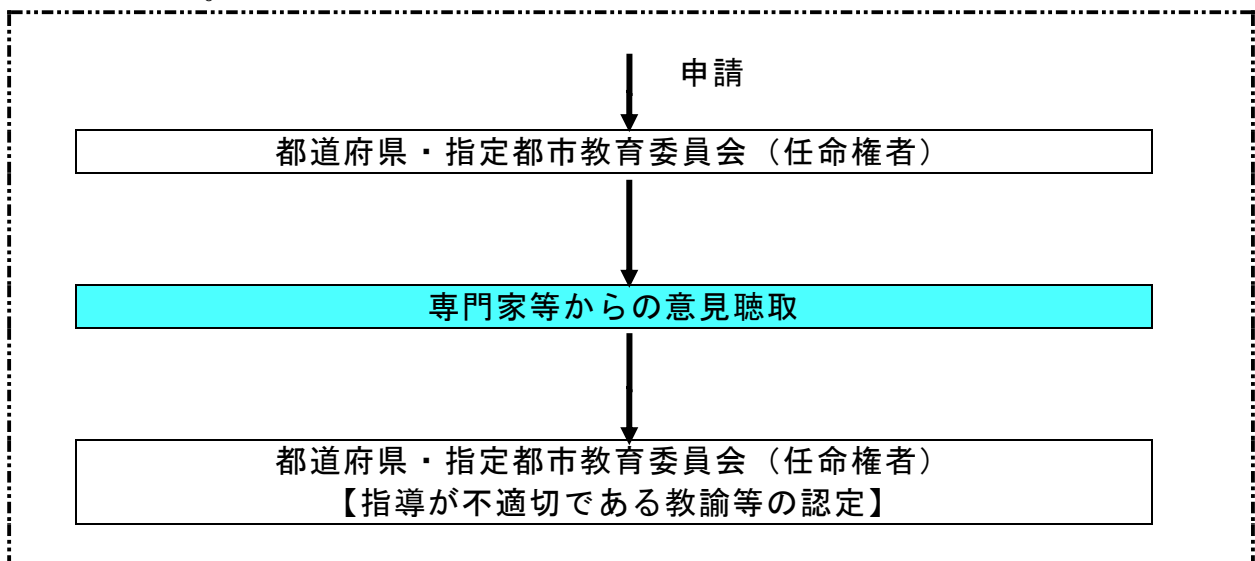 申請
都道府県・指定都市教育委員会（任命権者）
専門家等からの意見聴取
都道府県・指定都市教育委員会（任命権者）
【指導が不適切である教諭等の認定】